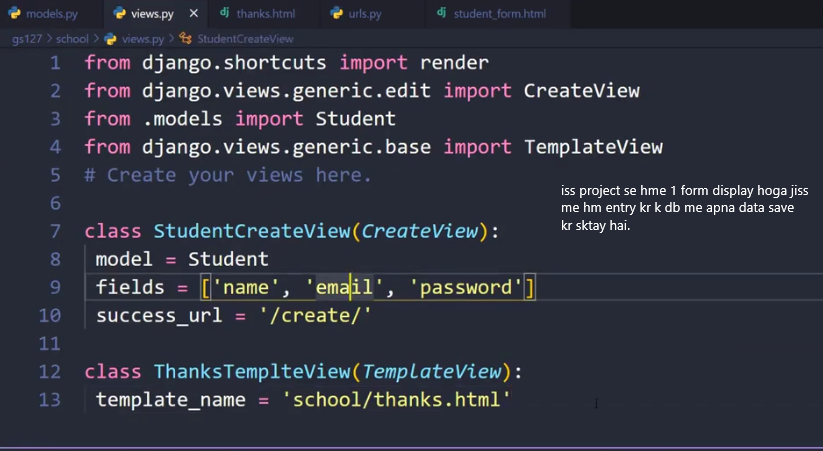 models.py views.py × thanks.html urls.py student_form.html
gs127 > school > views.py > StudentCreateView
1 from django.shortcuts import render
2 from django.views.generic.edit import CreateView
3 from .models import Student
4 from django.views.generic.base import TemplateView
5 # Create your views here.
6
7 class StudentCreateView(CreateView):
8 model = Student
9 fields = ['name', 'email', 'password']
10 success_url = '/create/'
11
12 class ThanksTemplteView(TemplateView):
13 template_name = 'school/thanks.html'
iss project se hme 1 form display hoga jiss
me hm entry kr k db me apna data save
kr sktay hai.